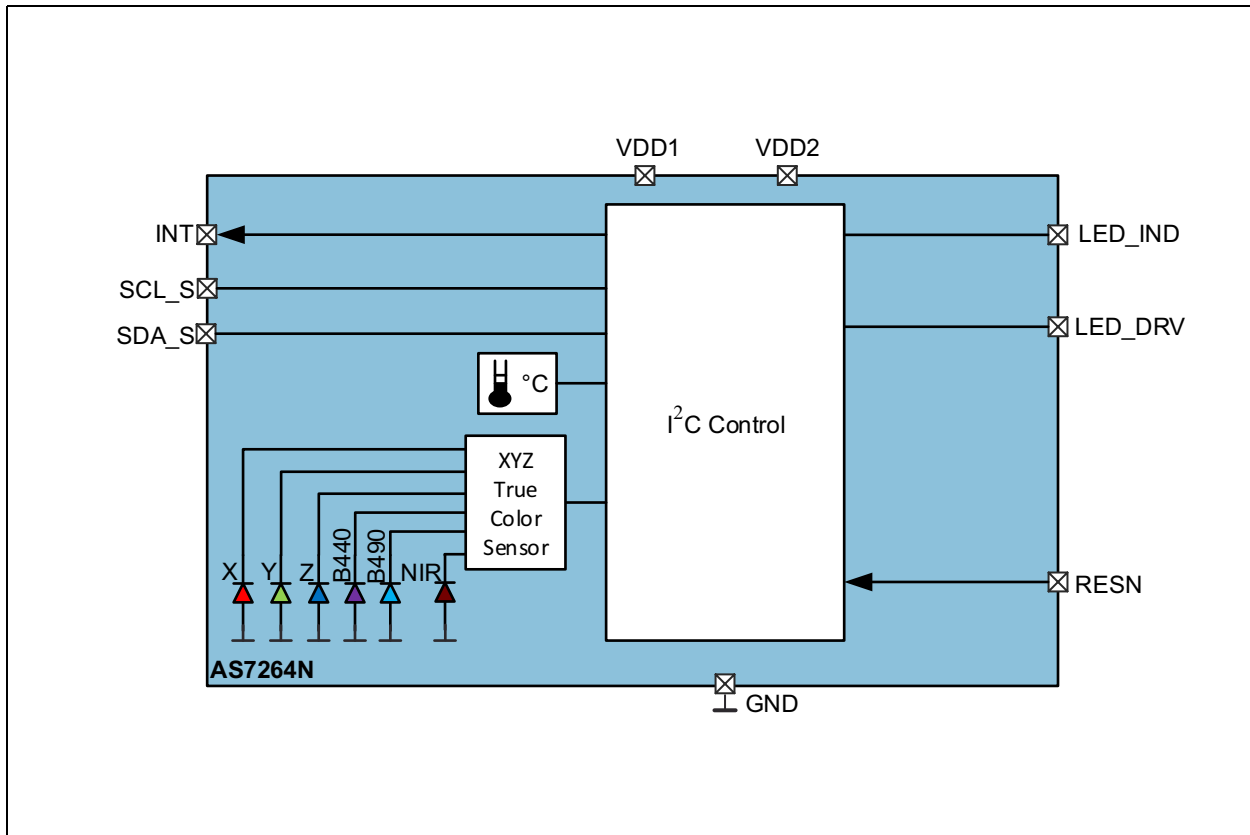 VDD1
VDD2
INT
LED_IND
SCL_S
LED_DRV
SDA_S
°C
I²C Control
XYZ
True
Color
Sensor
X
Y
Z
B440
B490
NIR
RESN
AS7264N
GND